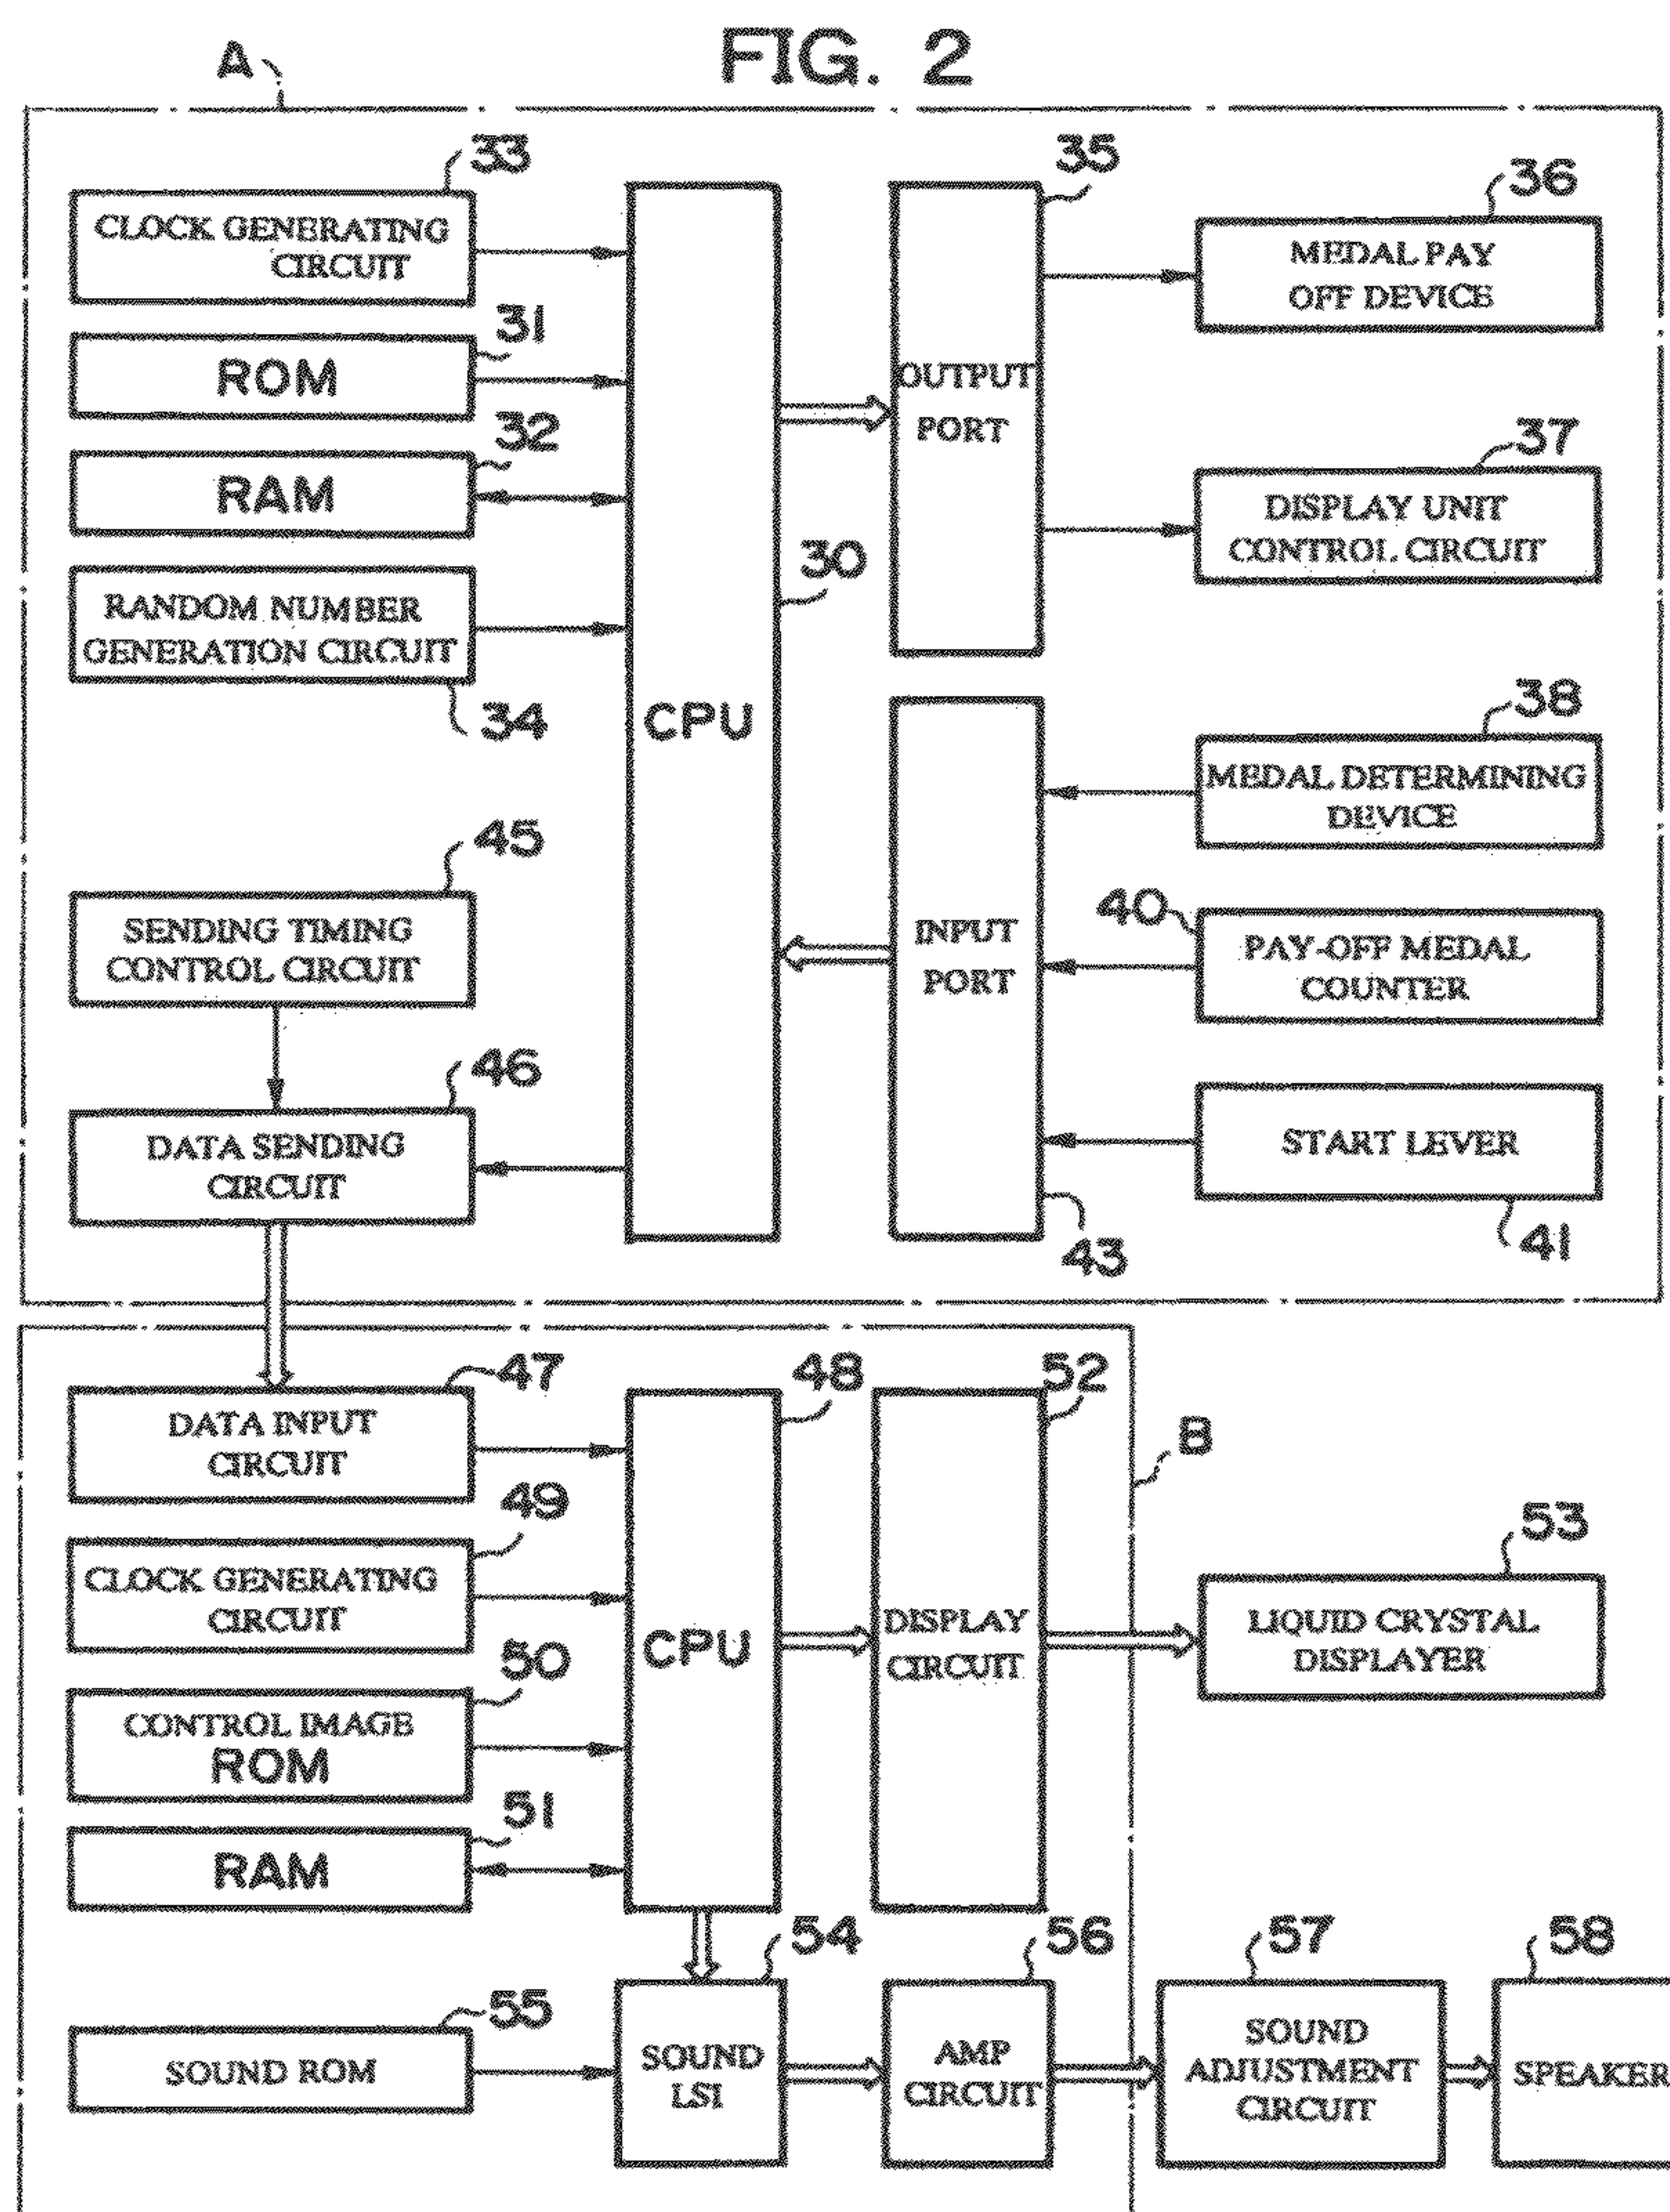 FIG. 2
A
33
CLOCK GENERATING
CIRCUIT
31
ROM
32
RAM
RANDOM NUMBER
GENERATION CIRCUIT
34
30
CPU
35
OUTPUT
PORT
36
MEDAL PAY
OFF DEVICE
37
DISPLAY UNIT
CONTROL CIRCUIT
38
MEDAL DETERMINING
DEVICE
40
PAY-OFF MEDAL
COUNTER
START LEVER
41
INPUT
PORT
43
45
SENDING TIMING
CONTROL CIRCUIT
46
DATA SENDING
CIRCUIT
47
DATA INPUT
CIRCUIT
49
CLOCK GENERATING
CIRCUIT
50
CONTROL IMAGE
ROM
51
RAM
48
CPU
52
DISPLAY
CIRCUIT
B
53
LIQUID CRYSTAL
DISPLAYER
55
SOUND ROM
54
SOUND
LSI
56
AMP
CIRCUIT
57
SOUND
ADJUSTMENT
CIRCUIT
58
SPEAKER